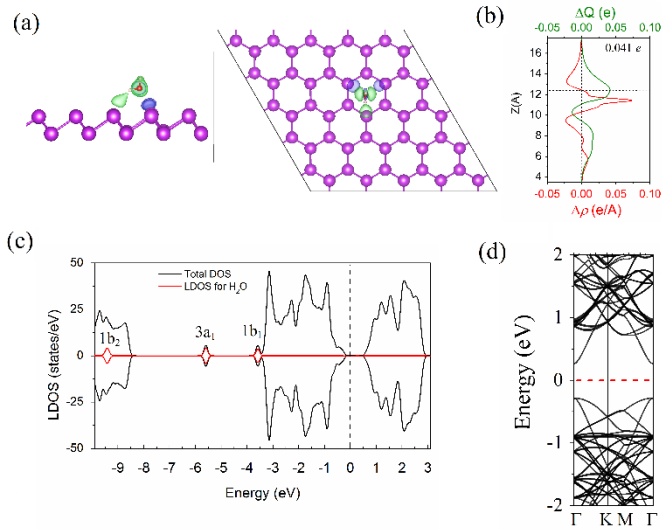 (a)
(b)
ΔQ (e)
-0.05 0.00 0.05 0.10
0.041 e
Z(A)
16
14
12
10
8
6
4
-0.05 0.00 0.05 0.10
Δρ (e/A)
(c)
Total DOS
LDOS for H₂O
LDOS (states/eV)
50
25
0
-25
-50
1b₂
3a₁
1b₁
-9 -8 -7 -6 -5 -4 -3 -2 -1 0 1 2 3
Energy (eV)
(d)
Energy (eV)
2
1
0
-1
-2
Γ K M Γ